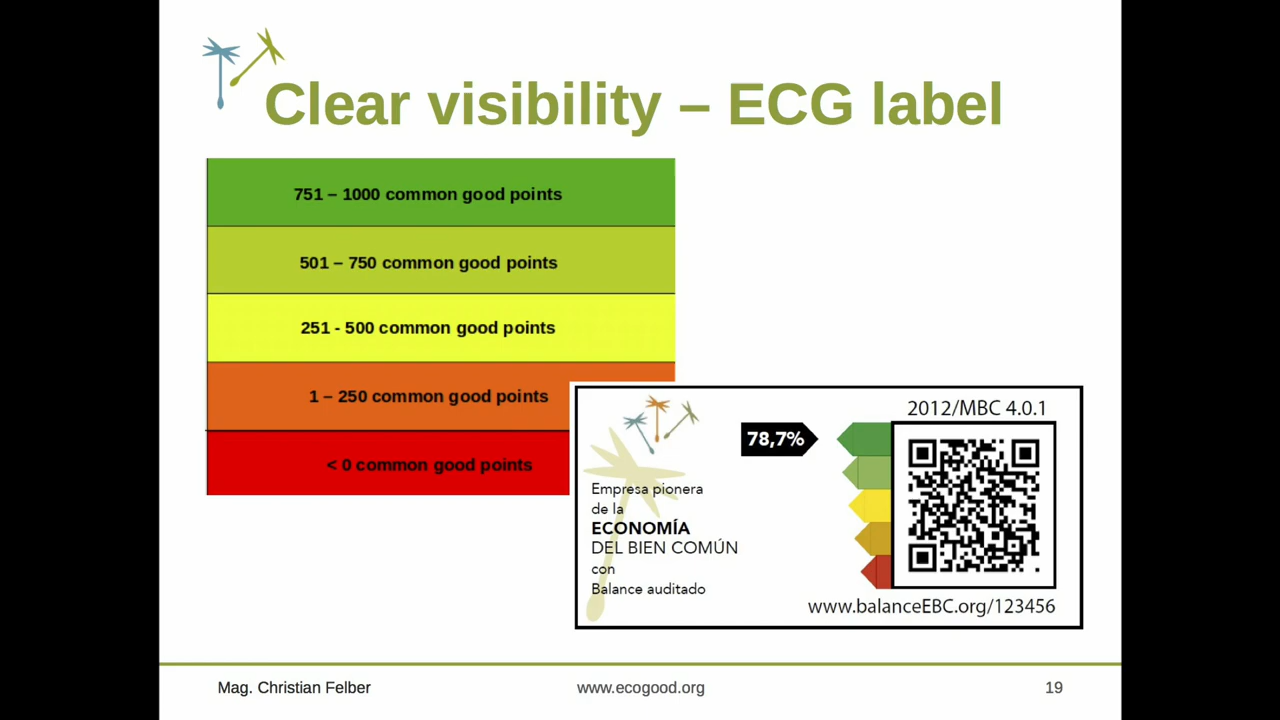 Clear visibility – ECG label
751 – 1000 common good points
501 – 750 common good points
251 - 500 common good points
1 – 250 common good points
< 0 common good points
2012/MBC 4.0.1
78,7%
Empresa pionera
de la
ECONOMÍA
DEL BIEN COMÚN
con
Balance auditado
www.balanceEBC.org/123456
Mag. Christian Felber
www.ecogood.org
19